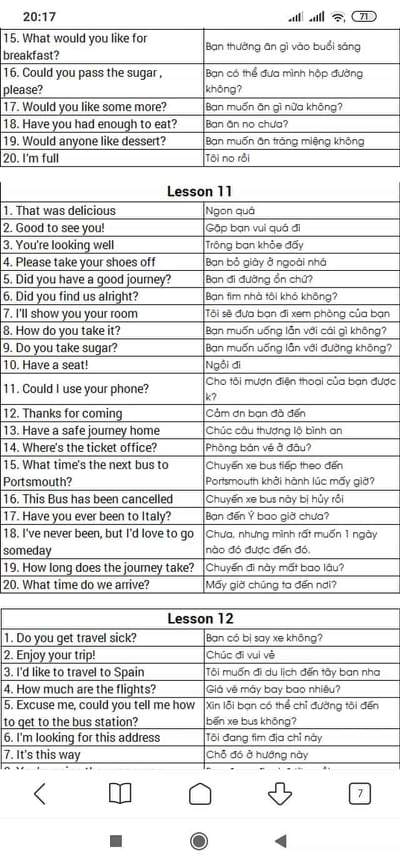 20:17
71
15. What would you like for
breakfast?
Bạn thường ăn gì vào buổi sáng
16. Could you pass the sugar ,
please?
Bạn có thể đưa mình hộp đường
không?
17. Would you like some more?
Bạn muốn ăn gì nữa không?
18. Have you had enough to eat?
Bạn ăn no chưa?
19. Would anyone like dessert?
Bạn muốn ăn tráng miệng không
20. I'm full
Tôi no rồi
Lesson 11
1. That was delicious
Ngon quá
2. Good to see you!
Gặp bạn vui quá đi
3. You're looking well
Trông bạn khỏe đấy
4. Please take your shoes off
Bạn bỏ giày ở ngoài nhá
5. Did you have a good journey?
Bạn đi đường ổn chứ?
6. Did you find us alright?
Bạn tìm nhà tôi khó không?
7. I'll show you your room
Tôi sẽ đưa bạn đi xem phòng của bạn
8. How do you take it?
Bạn muốn uống lẫn với cái gì không?
9. Do you take sugar?
Bạn muốn uống lẫn với đường không?
10. Have a seat!
Ngồi đi
11. Could I use your phone?
Cho tôi mượn điện thoại của bạn được
k?
12. Thanks for coming
Cảm ơn bạn đã đến
13. Have a safe journey home
Chúc câu thượng lộ bình an
14. Where's the ticket office?
Phòng bán vé ở đâu?
15. What time's the next bus to
Portsmouth?
Chuyến xe bus tiếp theo đến
Portsmouth khởi hành lúc mấy giờ?
16. This Bus has been cancelled
Chuyến xe bus này bị hủy rồi
17. Have you ever been to Italy?
Bạn đến Ý bao giờ chưa?
18. I've never been, but I'd love to go
someday
Chưa, nhưng mình rất muốn 1 ngày
nào đó được đến đó.
19. How long does the journey take?
Chuyến đi này mất bao lâu?
20. What time do we arrive?
Mấy giờ chúng ta đến nơi?
Lesson 12
1. Do you get travel sick?
Bạn có bị say xe không?
2. Enjoy your trip!
Chúc đi vui vẻ
3. I'd like to travel to Spain
Tôi muốn đi du lịch đến tây ban nha
4. How much are the flights?
Giá vé máy bay bao nhiêu?
5. Excuse me, could you tell me how
to get to the bus station?
Xin lỗi bạn có thể chỉ đường tôi đến
bến xe bus không?
6. I'm looking for this address
Tôi đang tìm địa chỉ này
7. It's this way
Chỗ đó ở hướng này
7